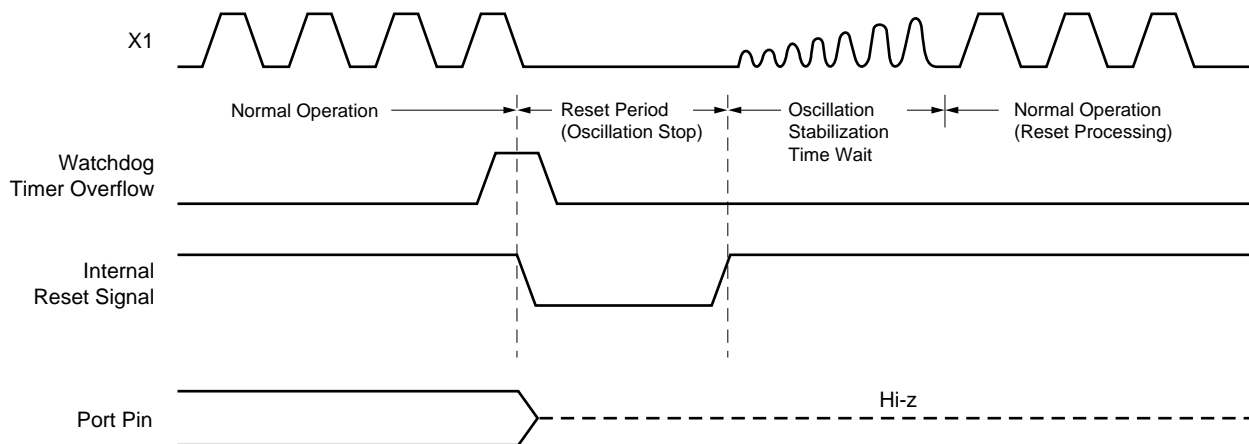 X1
Normal Operation
Reset Period
(Oscillation Stop)
Oscillation
Stabilization
Time Wait
Normal Operation
(Reset Processing)
Watchdog
Timer Overflow
Internal
Reset Signal
Hi-z
Port Pin